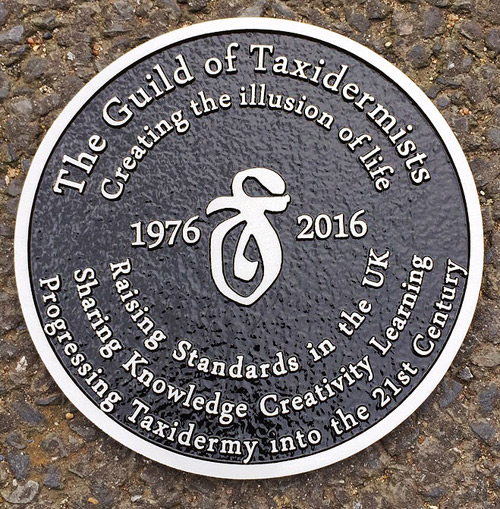 The Guild of Taxidermists
Creating the illusion of life
1976 2016
Raising Standards in the UK
Sharing Knowledge Creativity Learning
Progressing Taxidermy into the 21st Century